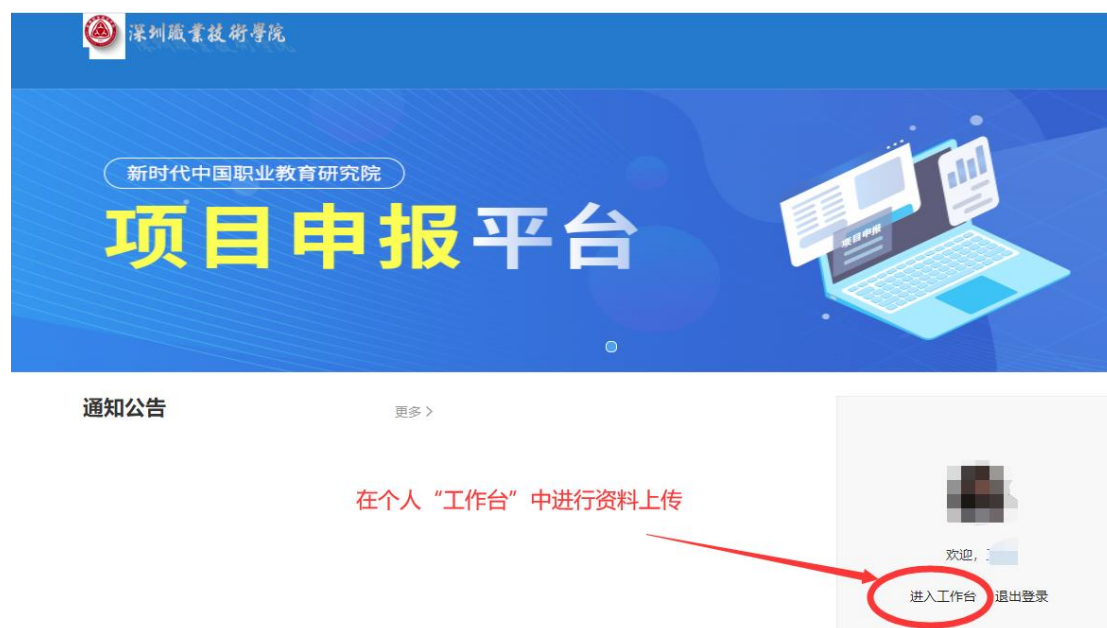 深圳職業技術學院
新时代中国职业教育研究院
项目申报平台
项目申报
通知公告
更多 >
在个人“工作台”中进行资料上传
欢迎,
进入工作台 退出登录